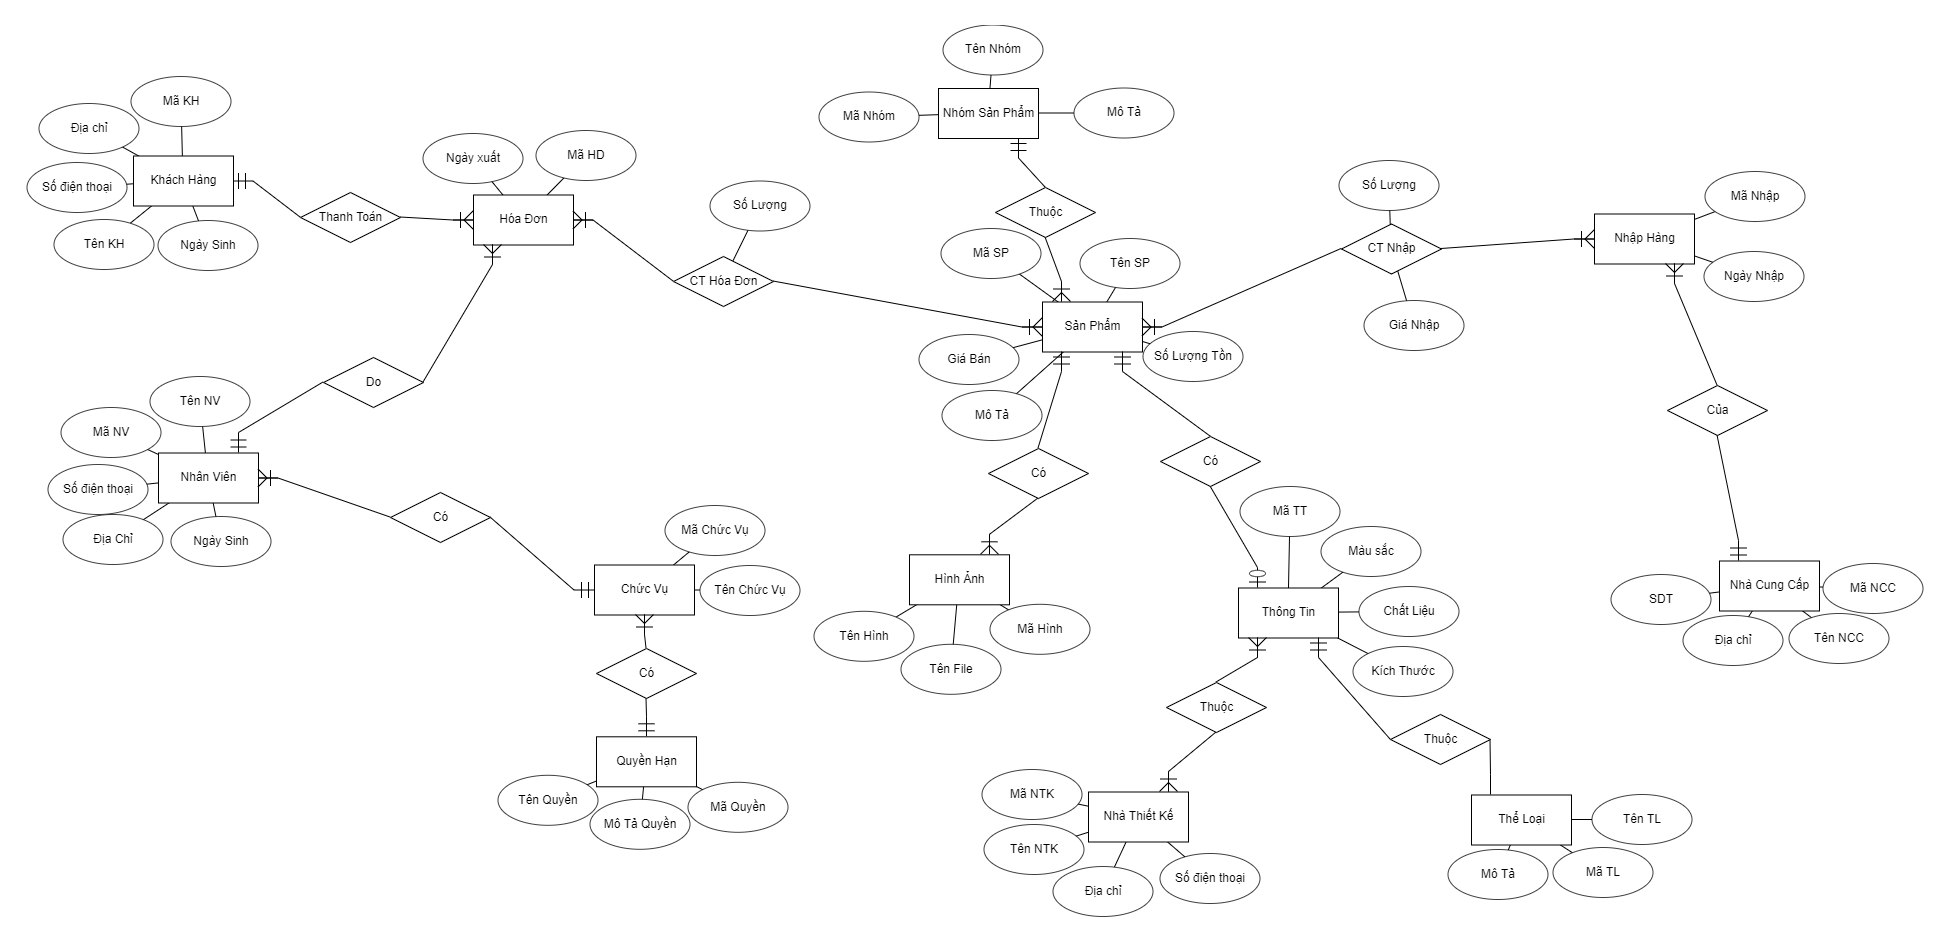 Tên Nhóm
Mã Nhóm
Nhóm Sản Phẩm
Mô Tả
Thuộc
Mã KH
Địa chỉ
Khách Hàng
Số điện thoại
Tên KH
Ngày Sinh
Thanh Toán
Ngày xuất
Mã HD
Hóa Đơn
Số Lượng
CT Hóa Đơn
Mã SP
Tên SP
Sản Phẩm
Giá Bán
Số Lượng Tồn
Mô Tả
Số Lượng
CT Nhập
Giá Nhập
Mã Nhập
Nhập Hàng
Ngày Nhập
Do
Tên NV
Mã NV
Nhân Viên
Số điện thoại
Địa Chỉ
Ngày Sinh
Có
Mã Chức Vụ
Chức Vụ
Tên Chức Vụ
Có
Quyền Hạn
Tên Quyền
Mô Tả Quyền
Mã Quyền
Có
Hình Ảnh
Tên Hình
Mã Hình
Tên File
Có
Mã TT
Màu sắc
Thông Tin
Chất Liệu
Kích Thước
Thuộc
Thuộc
Mã NTK
Nhà Thiết Kế
Tên NTK
Địa chỉ
Số điện thoại
Thể Loại
Tên TL
Mô Tả
Mã TL
Của
SDT
Nhà Cung Cấp
Mã NCC
Địa chỉ
Tên NCC